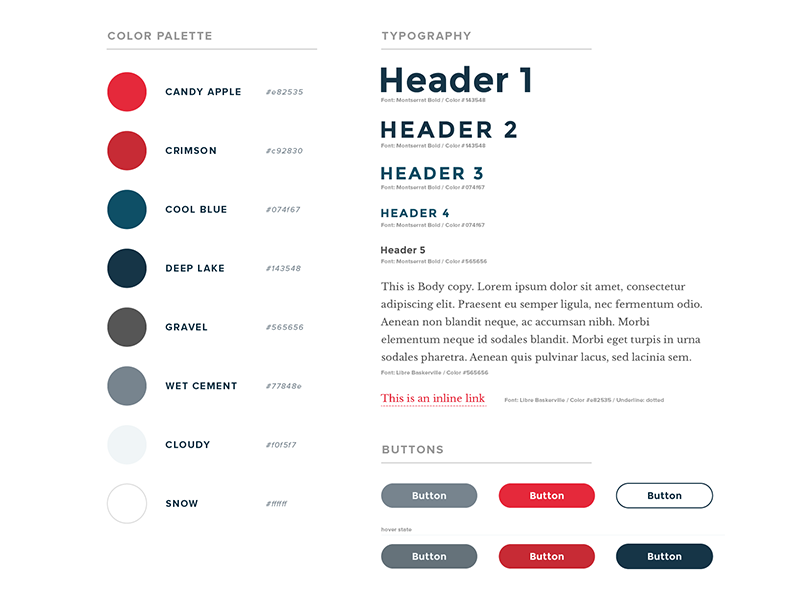 COLOR PALETTE
CANDY APPLE #e82535
CRIMSON #c92830
COOL BLUE #074f67
DEEP LAKE #143548
GRAVEL #565656
WET CEMENT #77848e
CLOUDY #f0f5f7
SNOW #ffffff
TYPOGRAPHY
Header 1
Font: Montserrat Bold / Color #143548
HEADER 2
Font: Montserrat Bold / Color #143548
HEADER 3
Font: Montserrat Bold / Color #074f67
HEADER 4
Font: Montserrat Bold / Color #074f67
Header 5
Font: Montserrat Bold / Color #565656
This is Body copy. Lorem ipsum dolor sit amet, consectetur
adipiscing elit. Praesent eu semper ligula, nec fermentum odio.
Aenean non blandit neque, ac accumsan nibh. Morbi
elementum neque id sodales blandit. Morbi eget turpis in urna
sodales pharetra. Aenean quis pulvinar lacus, sed lacinia sem.
Font: Libre Baskerville / Color #565656
This is an inline link Font: Libre Baskerville / Color #e82535 / Underline: dotted
BUTTONS
Button Button Button
hover state
Button Button Button